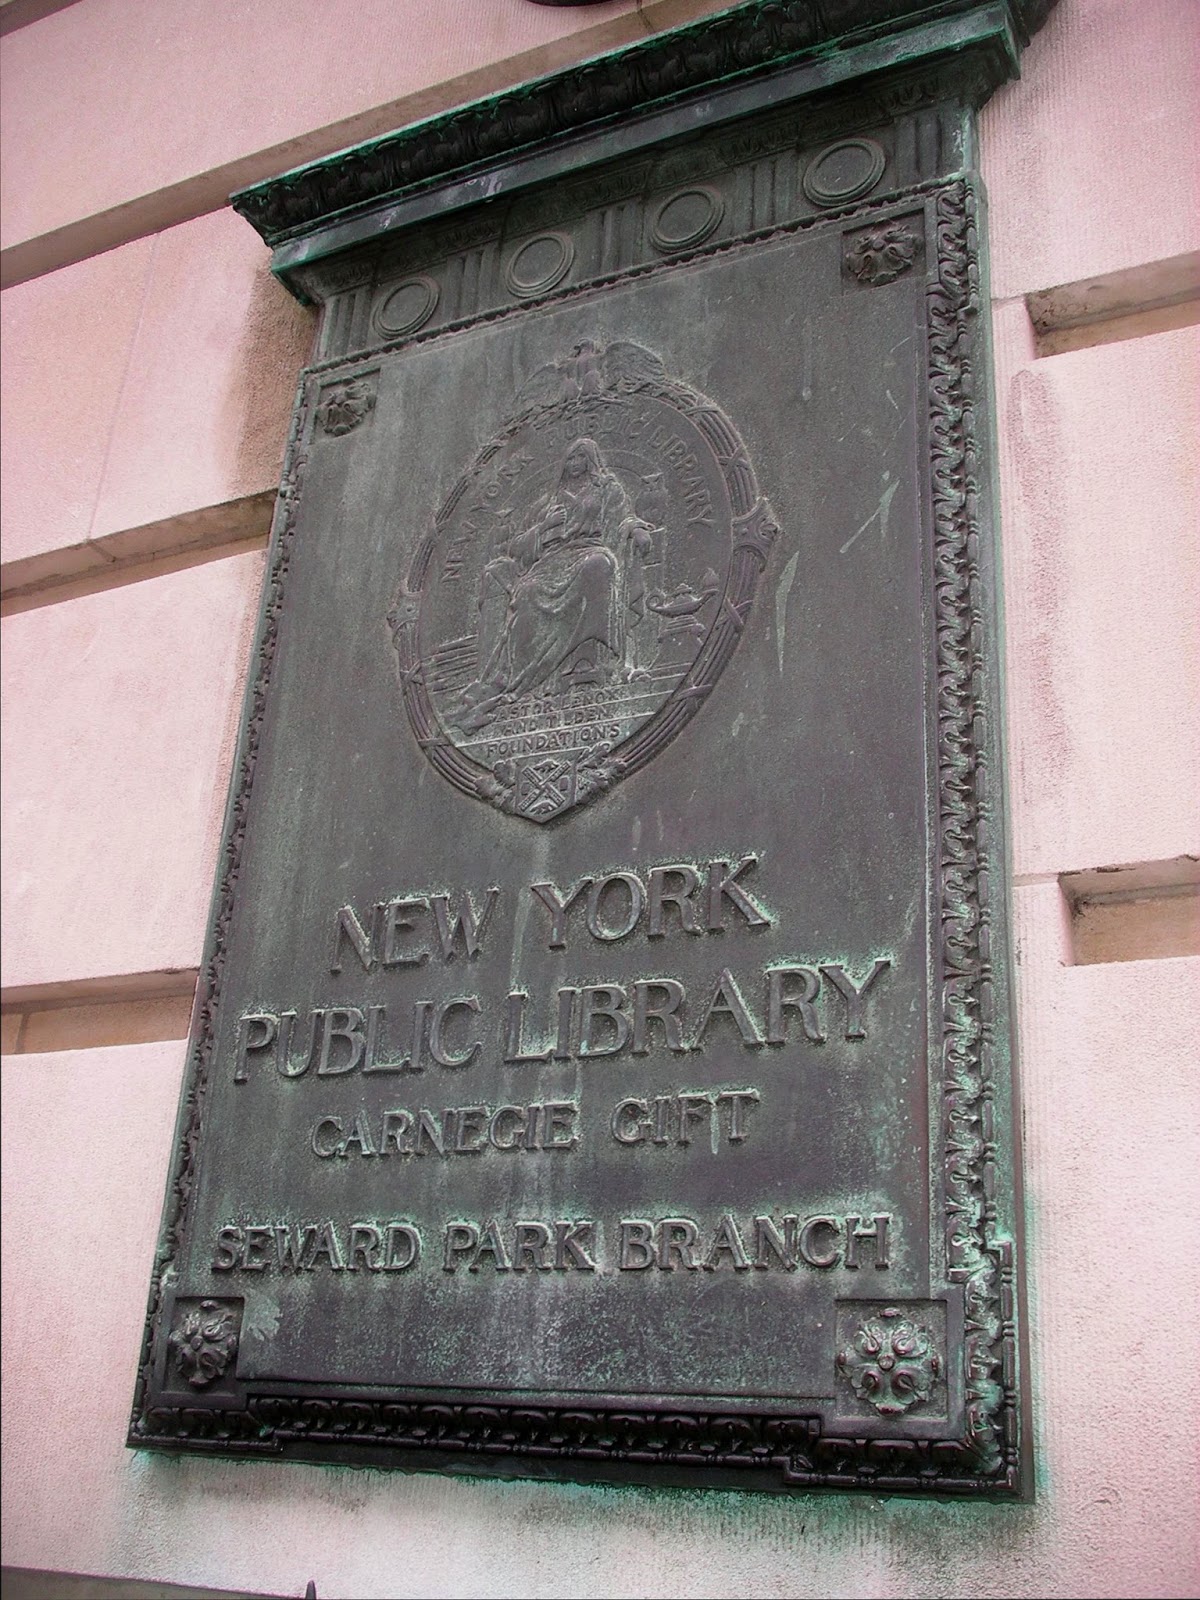 NEW YORK PUBLIC LIBRARY
ASTOR LENOX
AND TILDEN
FOUNDATIONS
NEW YORK
PUBLIC LIBRARY
CARNEGIE GIFT
SEWARD PARK BRANCH